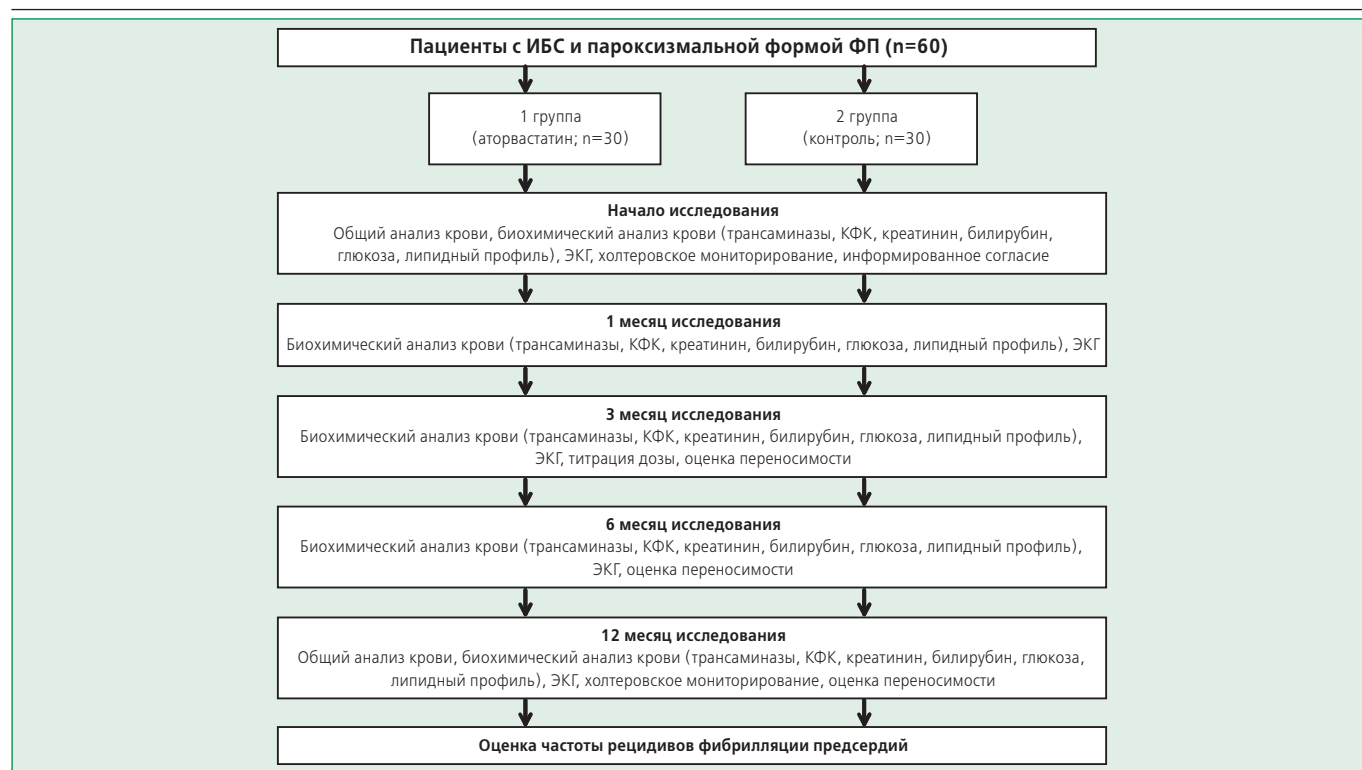 Пациенты с ИБС и пароксизмальной формой ФП (n=60)
1 группа
(аторвастатин; n=30)
2 группа
(контроль; n=30)
Начало исследования
Общий анализ крови, биохимический анализ крови (трансаминазы, КФК, креатинин, билирубин,
глюкоза, липидный профиль), ЭКГ, холтеровское мониторирование, информированное согласие
1 месяц исследования
Биохимический анализ крови (трансаминазы, КФК, креатинин, билирубин, глюкоза, липидный профиль), ЭКГ
3 месяц исследования
Биохимический анализ крови (трансаминазы, КФК, креатинин, билирубин, глюкоза, липидный профиль),
ЭКГ, титрация дозы, оценка переносимости
6 месяц исследования
Биохимический анализ крови (трансаминазы, КФК, креатинин, билирубин, глюкоза, липидный профиль),
ЭКГ, оценка переносимости
12 месяц исследования
Общий анализ крови, биохимический анализ крови (трансаминазы, КФК, креатинин, билирубин, глюкоза,
липидный профиль), ЭКГ, холтеровское мониторирование, оценка переносимости
Оценка частоты рецидивов фибрилляции предсердий